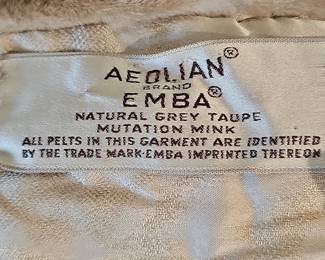 AEOLIAN®
BRAND
EMBA®
NATURAL GREY TAUPE
MUTATION MINK
ALL PELTS IN THIS GARMENT ARE IDENTIFIED
BY THE TRADE MARK-EMBA IMPRINTED THEREON